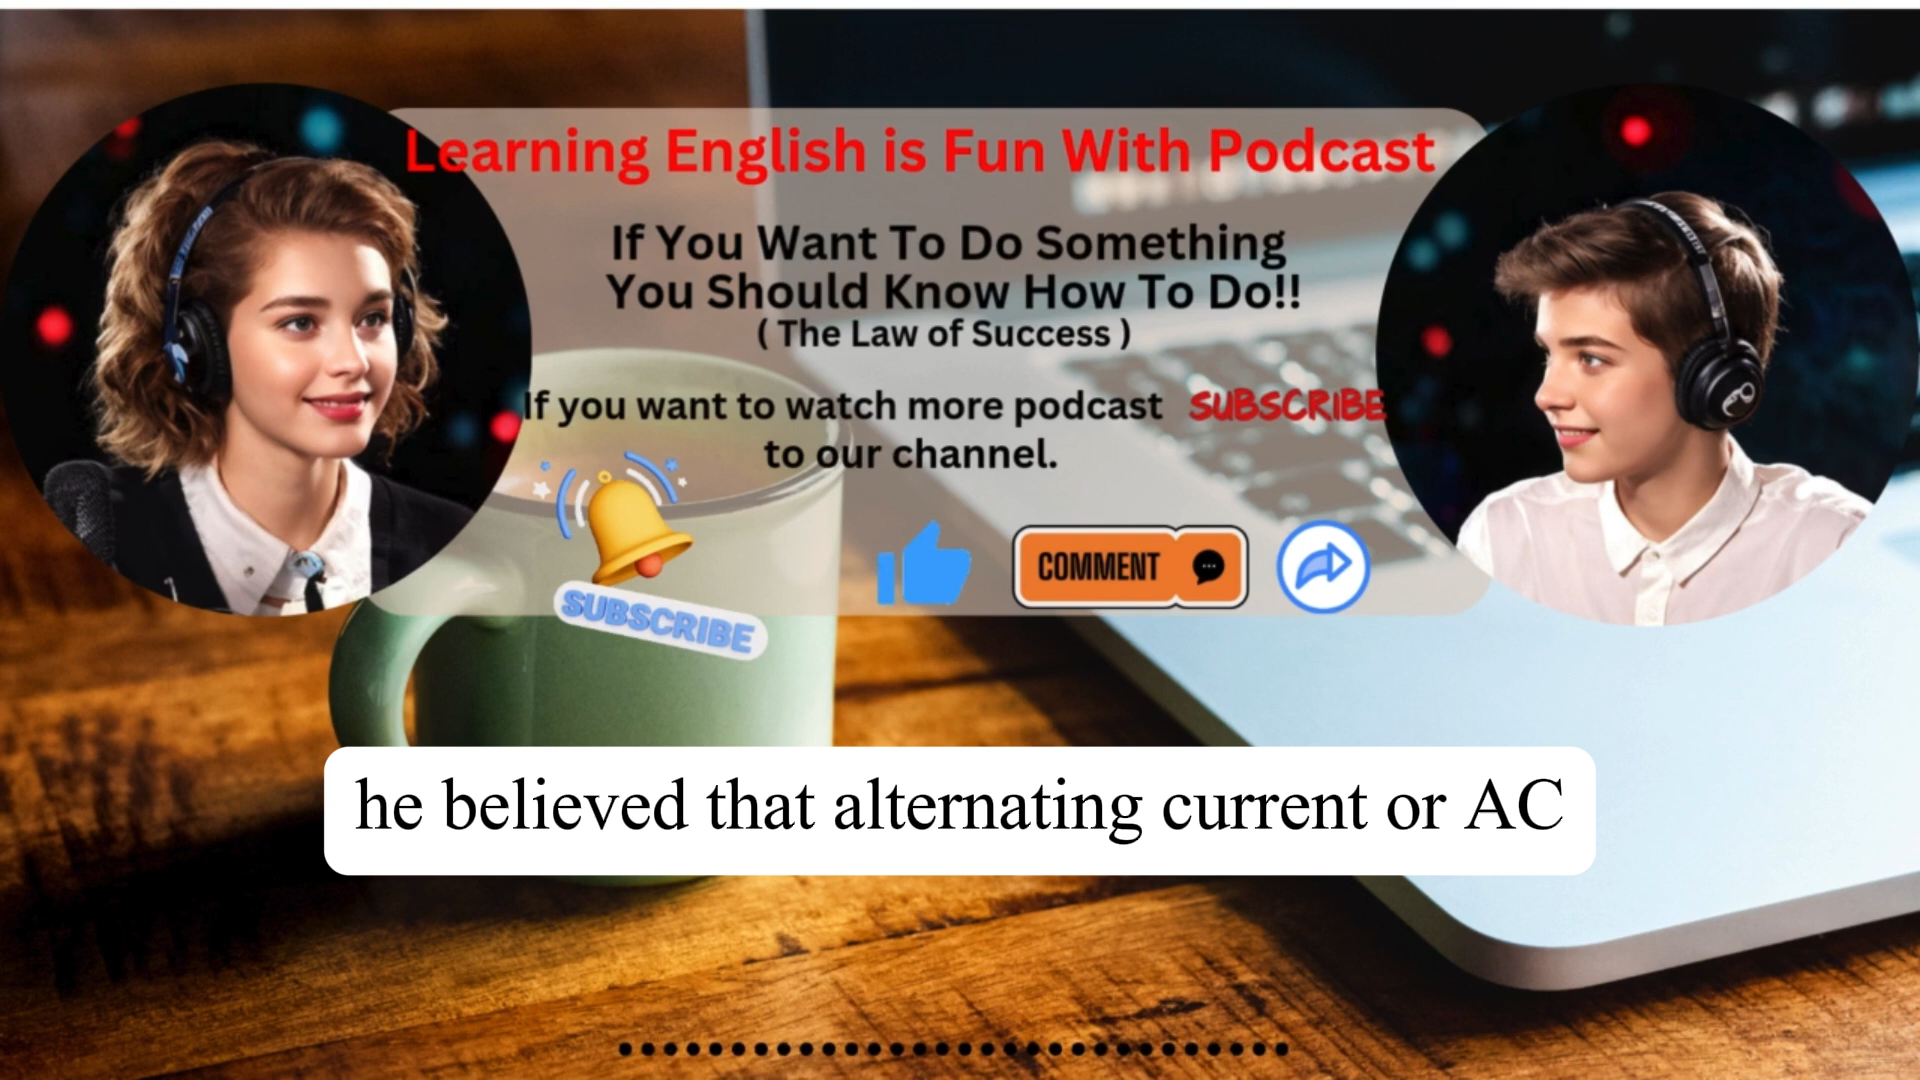 Learning English is Fun With Podcast
If You Want To Do Something
You Should Know How To Do!!
( The Law of Success )
If you want to watch more podcast SUBSCRIBE
to our channel.
COMMENT
SUBSCRIBE
he believed that alternating current or AC